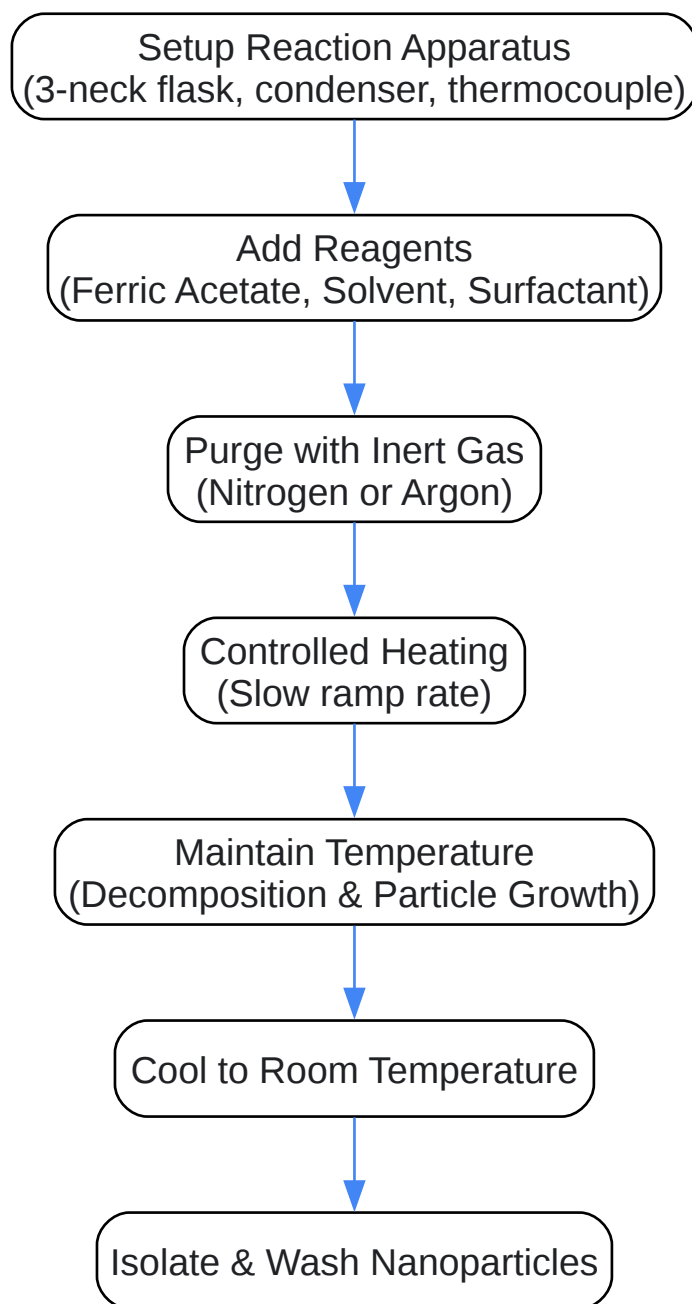 Setup Reaction Apparatus
(3-neck flask, condenser, thermocouple)
Add Reagents
(Ferric Acetate, Solvent, Surfactant)
Purge with Inert Gas
(Nitrogen or Argon)
Controlled Heating
(Slow ramp rate)
Maintain Temperature
(Decomposition & Particle Growth)
Cool to Room Temperature
Isolate & Wash Nanoparticles